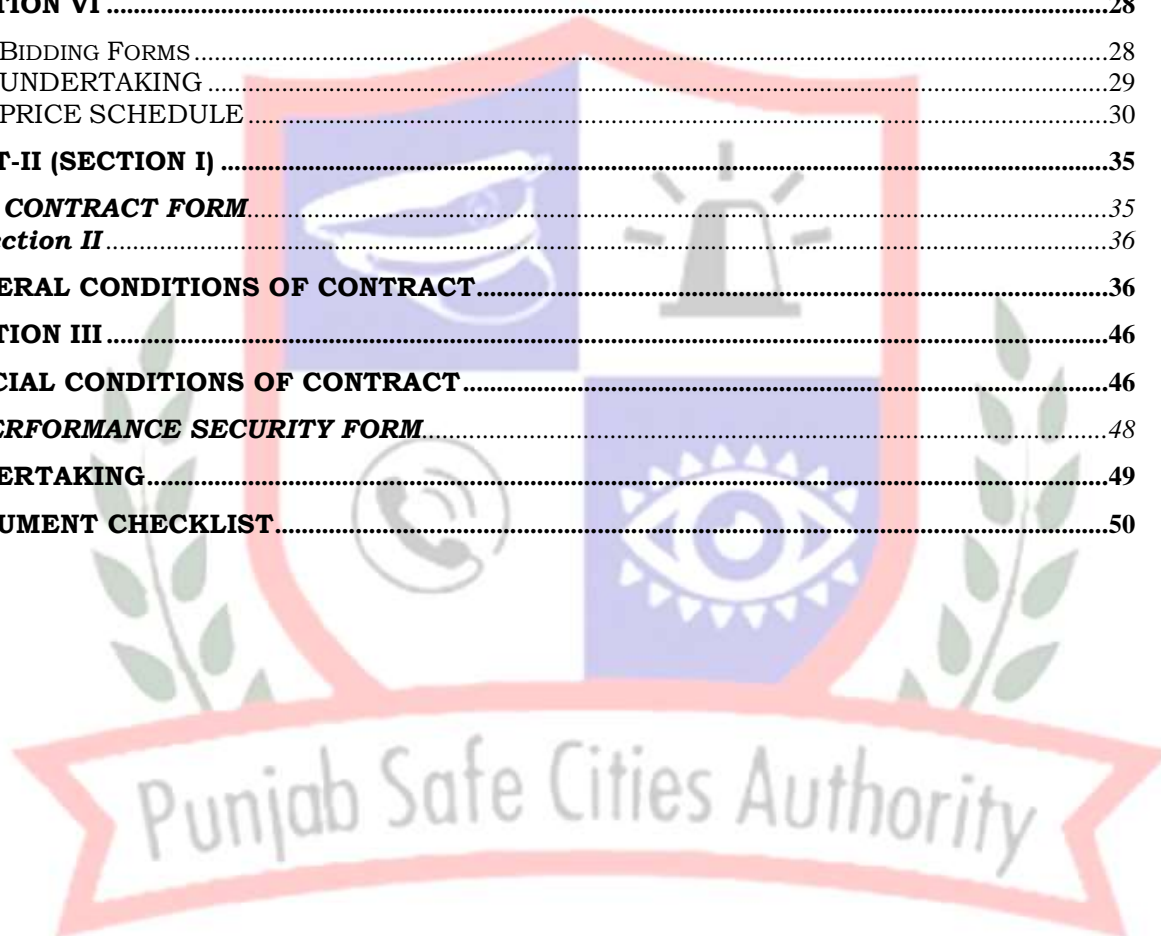 TION VI ........ 28
BIDDING FORMS ........ 28
UNDERTAKING ........ 29
PRICE SCHEDULE ........ 30
T-II (SECTION I) ........ 35
CONTRACT FORM ........ 35
ection II ........ 36
ERAL CONDITIONS OF CONTRACT ........ 36
TION III ........ 46
CIAL CONDITIONS OF CONTRACT ........ 46
ERFORMANCE SECURITY FORM ........ 48
ERTAKING ........ 49
UMENT CHECKLIST ........ 50
Punjab Safe Cities Authority